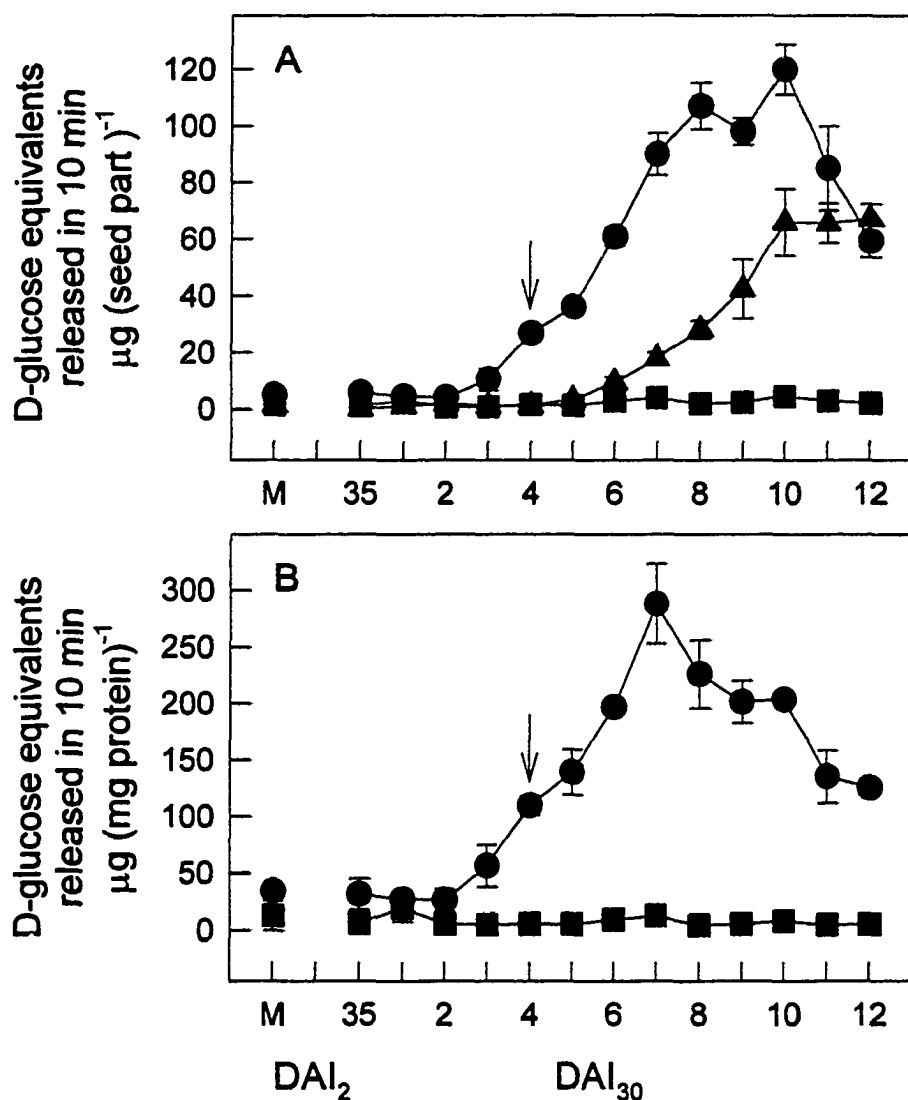 A
D-glucose equivalents
released in 10 min
µg (seed part )⁻¹
120
100
80
60
40
20
0
M 35 2 4 6 8 10 12
B
D-glucose equivalents
released in 10 min
µg (mg protein)⁻¹
300
250
200
150
100
50
0
M 35 2 4 6 8 10 12
DAI₂ DAI₃₀